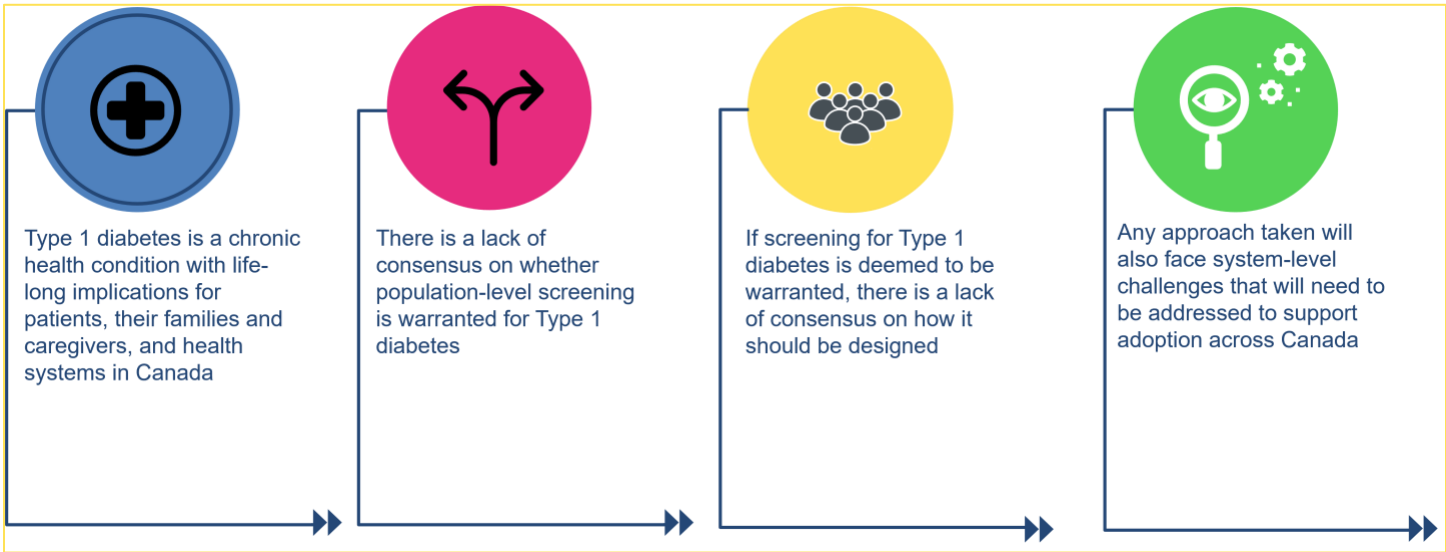 Type 1 diabetes is a chronic
health condition with life-
long implications for
patients, their families and
caregivers, and health
systems in Canada
There is a lack of
consensus on whether
population-level screening
is warranted for Type 1
diabetes
If screening for Type 1
diabetes is deemed to be
warranted, there is a lack
of consensus on how it
should be designed
Any approach taken will
also face system-level
challenges that will need to
be addressed to support
adoption across Canada